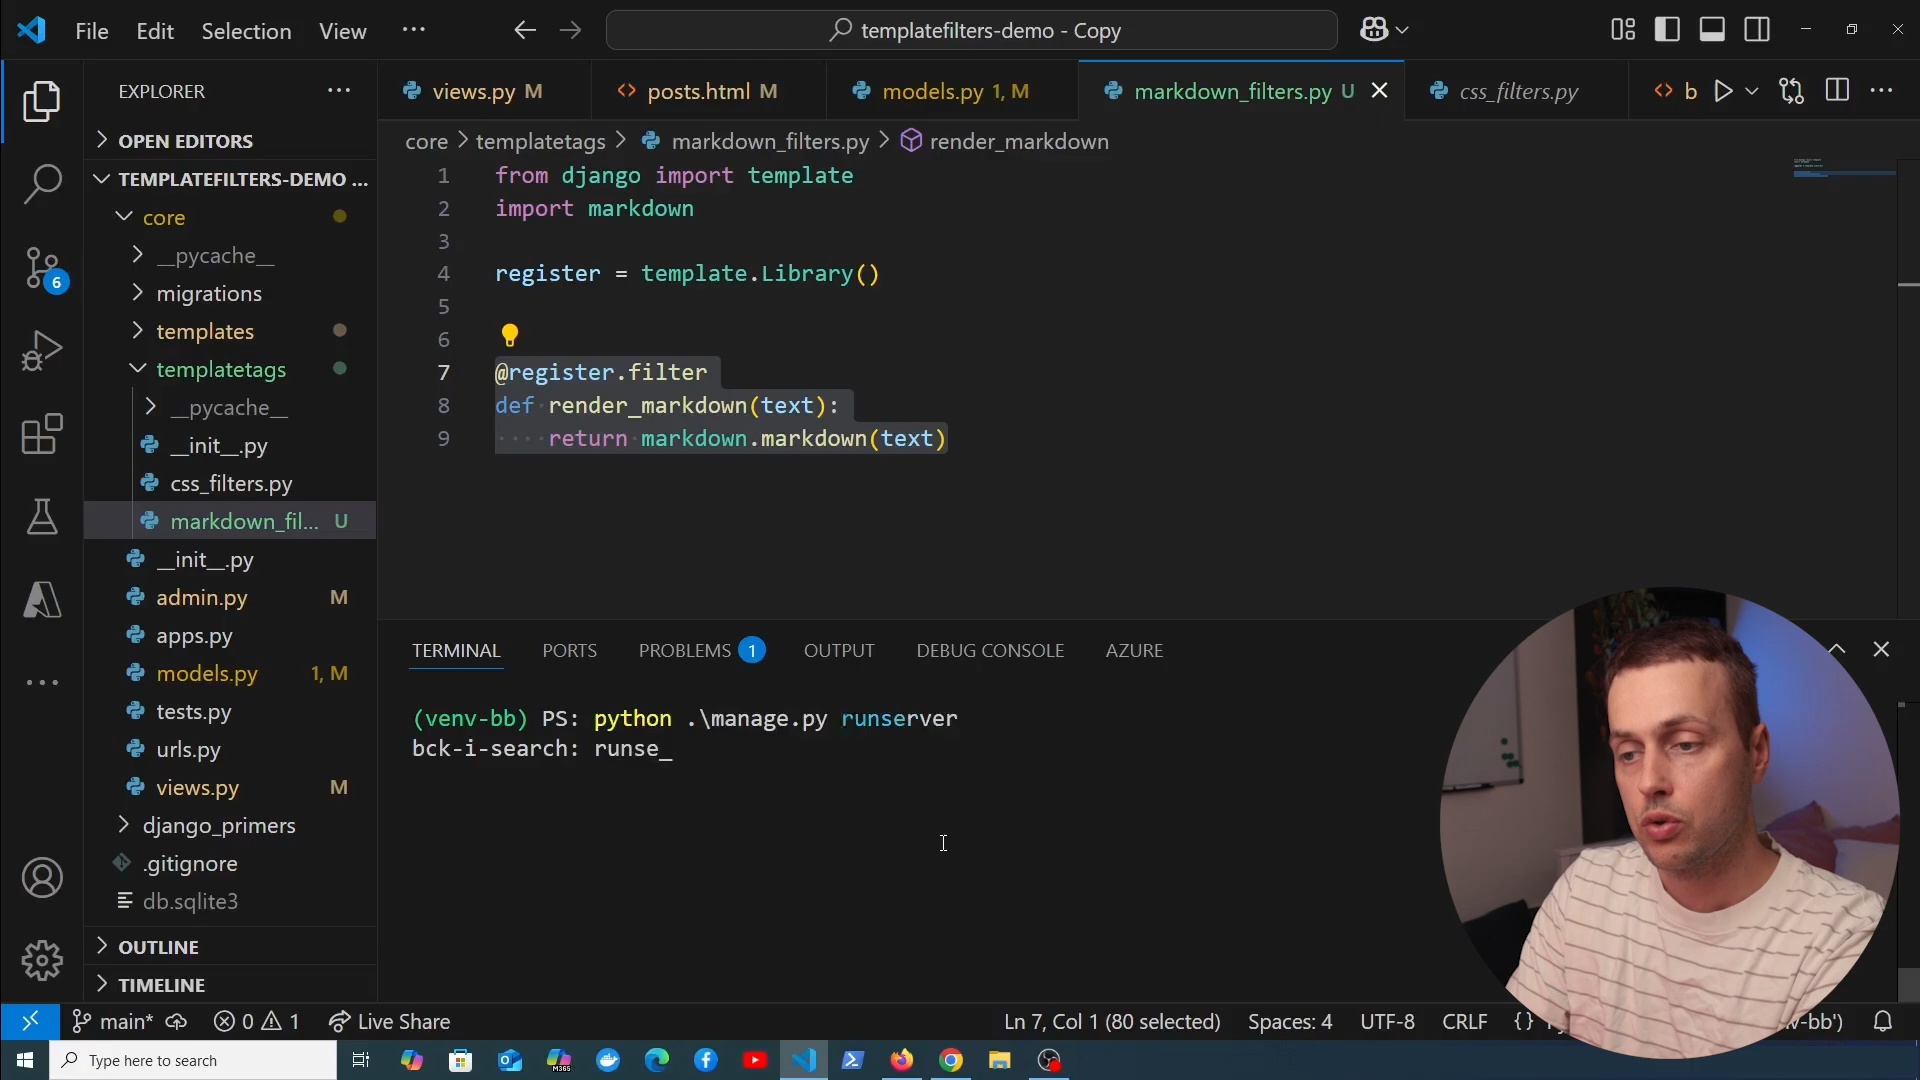 File Edit Selection View ···
templatefilters-demo - Copy
EXPLORER ···
OPEN EDITORS
TEMPLATEFILTERS-DEMO ...
core
__pycache__
migrations
templates
templatetags
__pycache__
__init__.py
css_filters.py
markdown_fil... U
__init__.py
admin.py M
apps.py
models.py 1, M
tests.py
urls.py
views.py M
django_primers
.gitignore
db.sqlite3
OUTLINE
TIMELINE
6
views.py M posts.html M models.py 1, M markdown_filters.py U css_filters.py b
core > templatetags > markdown_filters.py > render_markdown
1 from django import template
2 import markdown
3
4 register = template.Library()
5
6
7 @register.filter
8 def render_markdown(text):
9 ····return markdown.markdown(text)
TERMINAL PORTS PROBLEMS 1 OUTPUT DEBUG CONSOLE AZURE
(venv-bb) PS: python .\manage.py runserver
bck-i-search: runse_
main* 0 1 Live Share Ln 7, Col 1 (80 selected) Spaces: 4 UTF-8 CRLF {} v-bb')
Type here to search
M365